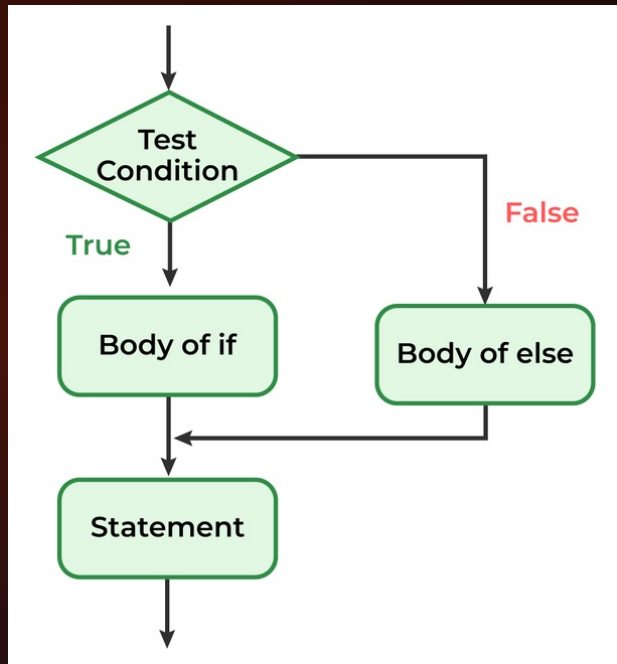 Test
Condition
False
True
Body of if
Body of else
Statement